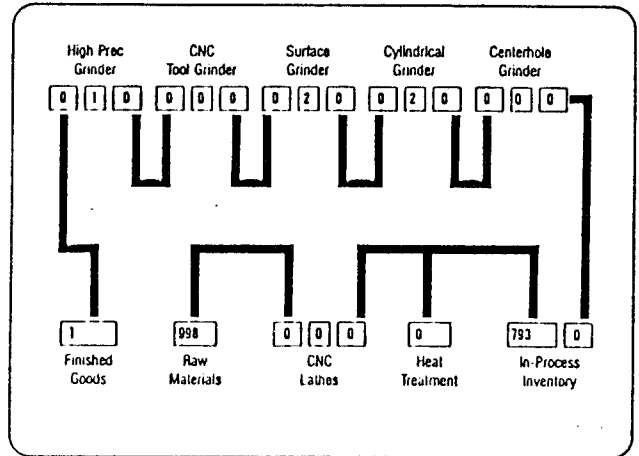 High Prec CNC Surface Cylindrical Centerhole
Grinder Tool Grinder Grinder Grinder Grinder
0 1 0 0 0 0 0 2 0 0 2 0 0 0 0
1 998 0 0 0 0 793 0
Finished Raw CNC Heat In-Process
Goods Materials Lathes Treatment Inventory